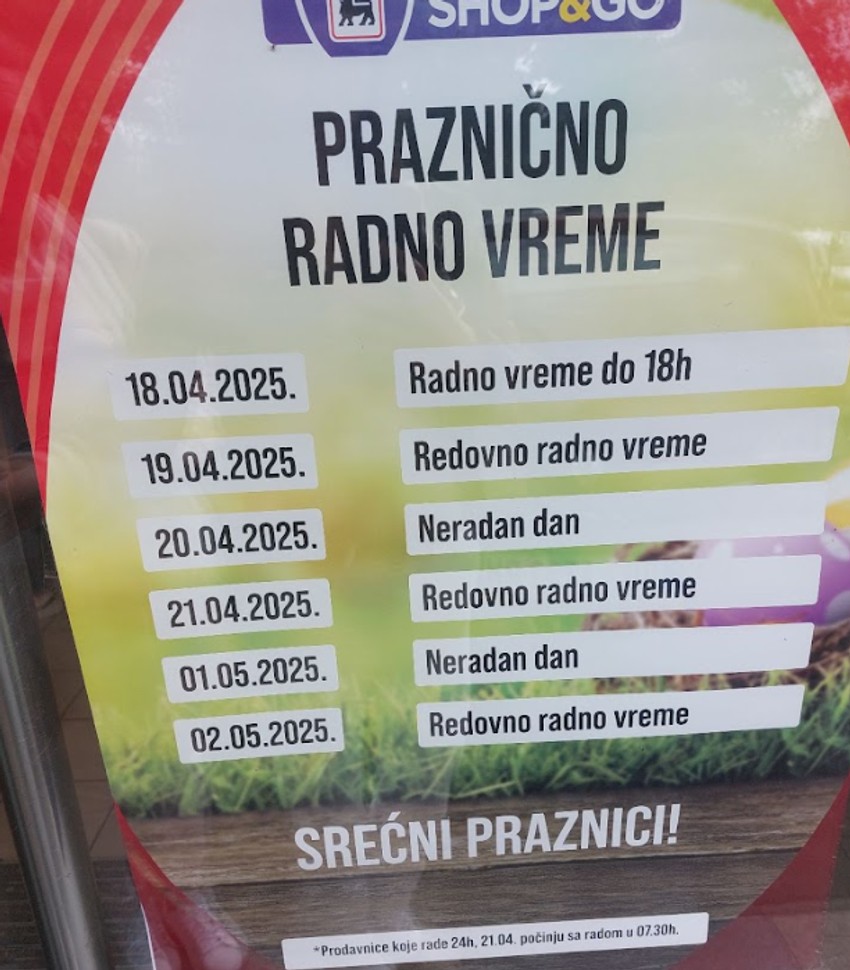 SHOP&GO
PRAZNIČNO
RADNO VREME
18.04.2025. Radno vreme do 18h
19.04.2025. Redovno radno vreme
20.04.2025. Neradan dan
21.04.2025. Redovno radno vreme
01.05.2025. Neradan dan
02.05.2025. Redovno radno vreme
SREĆNI PRAZNICI!
*Prodavnice koje rade 24h, 21.04. počinju sa radom u 07.30h.